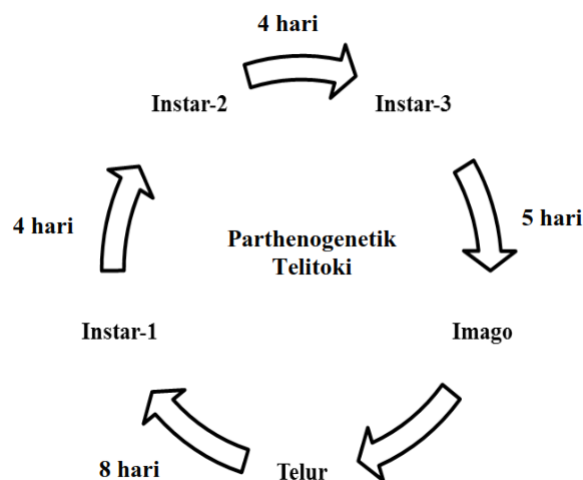 4 hari
Instar-2
Instar-3
4 hari
Parthenogenetik
Telitoki
5 hari
Instar-1
Imago
8 hari
Telur